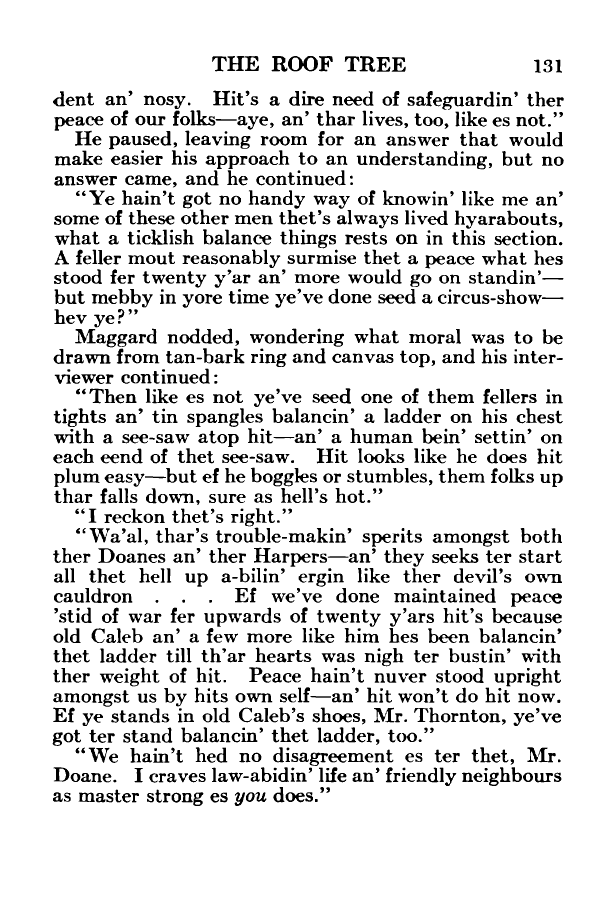 THE ROOF TREE 131
dent an' nosy. Hit's a dire need of safeguardin' ther
peace of our folks—aye, an' thar lives, too, like es not."
He paused, leaving room for an answer that would
make easier his approach to an understanding, but no
answer came, and he continued:
"Ye hain't got no handy way of knowin' like me an'
some of these other men thet's always lived hyarabouts,
what a ticklish balance things rests on in this section.
A feller mout reasonably surmise thet a peace what hes
stood fer twenty y'ar an' more would go on standin'—
but mebby in yore time ye've done seed a circus-show—
hev ye?"
Maggard nodded, wondering what moral was to be
drawn from tan-bark ring and canvas top, and his inter-
viewer continued:
"Then like es not ye've seed one of them fellers in
tights an' tin spangles balancin' a ladder on his chest
with a see-saw atop hit—an' a human bein' settin' on
each eend of thet see-saw. Hit looks like he does hit
plum easy—but ef he boggles or stumbles, them folks up
thar falls down, sure as hell's hot."
"I reckon thet's right."
"Wa'al, thar's trouble-makin' sperits amongst both
ther Doanes an' ther Harpers—an' they seeks ter start
all thet hell up a-bilin' ergin like ther devil's own
cauldron . . . Ef we've done maintained peace
'stid of war fer upwards of twenty y'ars hit's because
old Caleb an' a few more like him hes been balancin'
thet ladder till th'ar hearts was nigh ter bustin' with
ther weight of hit. Peace hain't nuver stood upright
amongst us by hits own self—an' hit won't do hit now.
Ef ye stands in old Caleb's shoes, Mr. Thornton, ye've
got ter stand balancin' thet ladder, too."
"We hain't hed no disagreement es ter thet, Mr.
Doane. I craves law-abidin' life an' friendly neighbours
as master strong es you does."